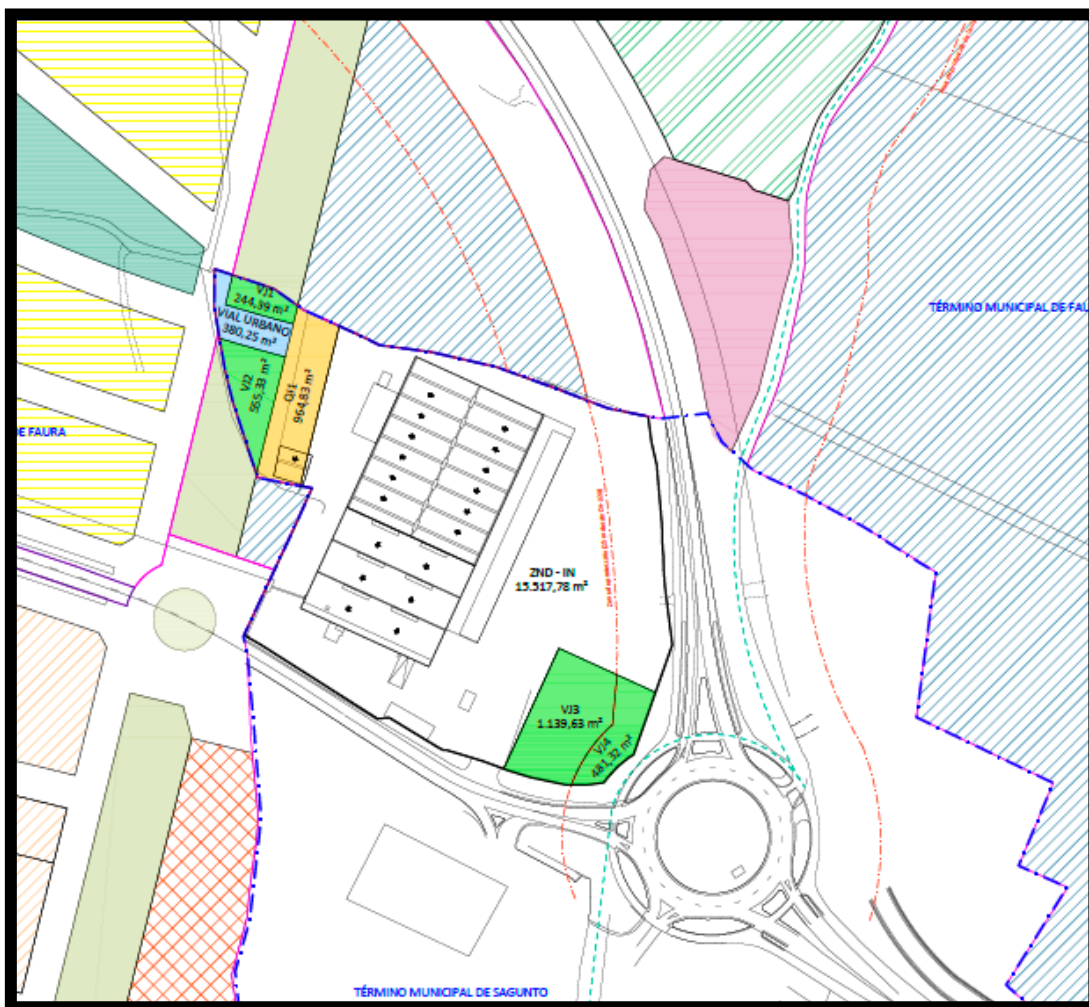 VJ1
244,39 m²
VIAL URBANO
380,25 m²
VJ2
555,33 m²
QI1
964,83 m²
TÉRMINO MUNICIPAL DE FAU
DE FAURA
ZND - IN
15.517,78 m²
VJ3
1.139,63 m²
VJ4
481,32 m²
TÉRMINO MUNICIPAL DE SAGUNTO